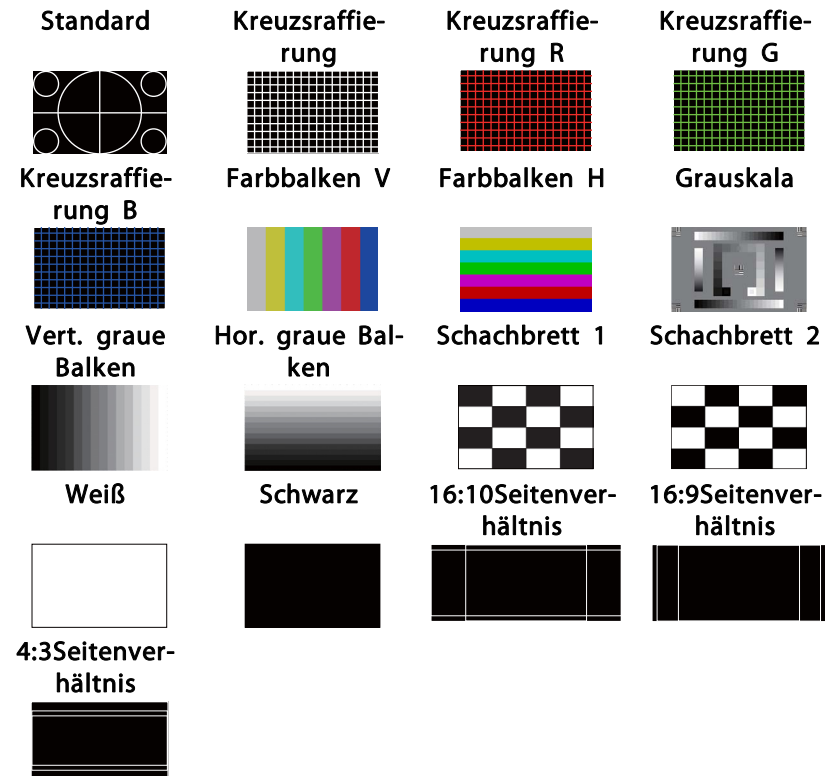 Standard
Kreuzsraffie-
rung
Kreuzsraffie-
rung R
Kreuzsraffie-
rung G
Kreuzsraffie-
rung B
Farbbalken V
Farbbalken H
Grauskala
Vert. graue
Balken
Hor. graue Bal-
ken
Schachbrett 1
Schachbrett 2
Weiß
Schwarz
16:10Seitenver-
hältnis
16:9Seitenver-
hältnis
4:3Seitenver-
hältnis